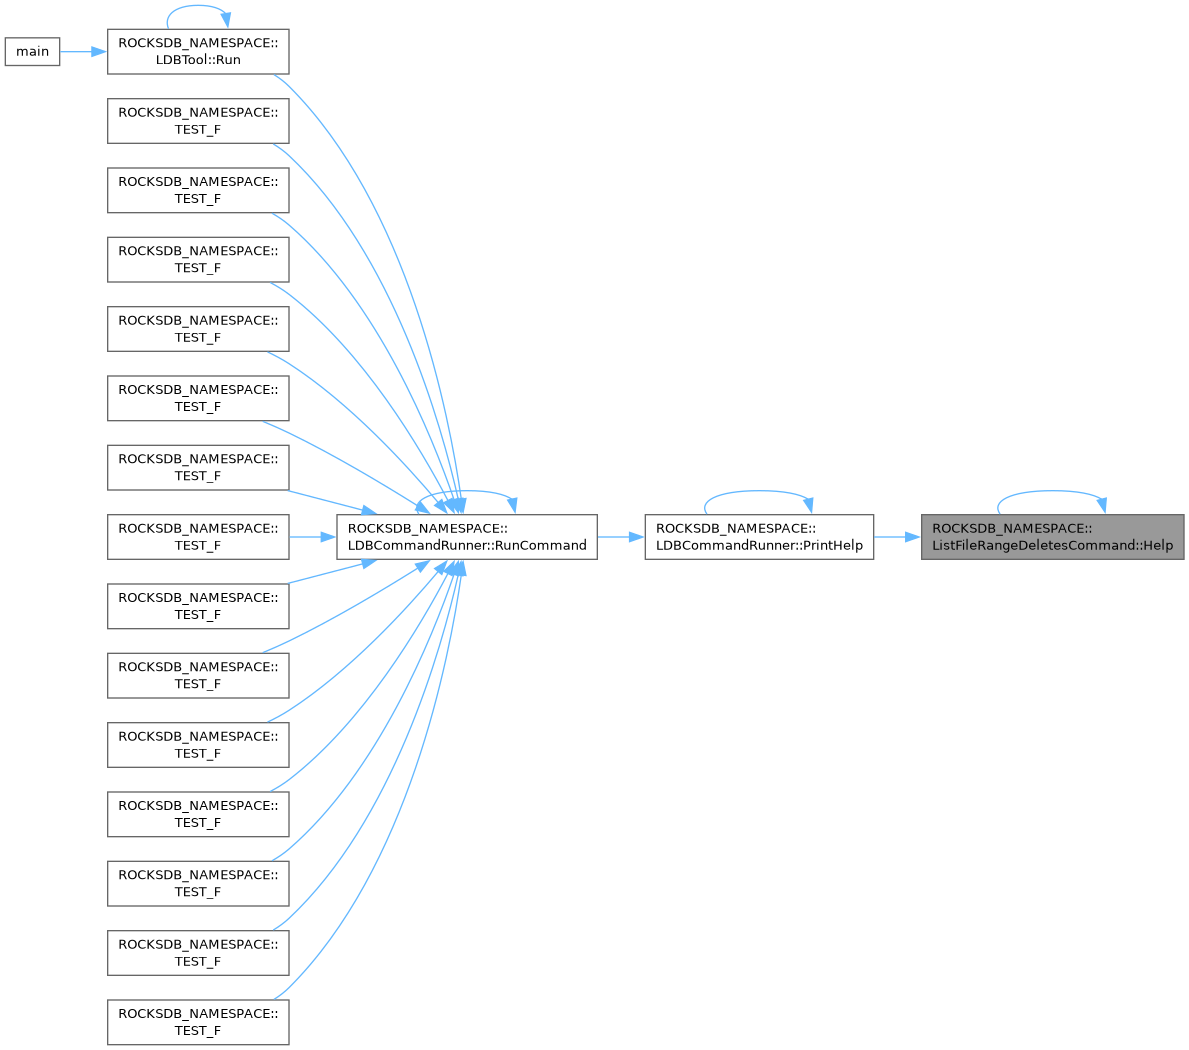 main
ROCKSDB_NAMESPACE::
LDBTool::Run
ROCKSDB_NAMESPACE::
TEST_F
ROCKSDB_NAMESPACE::
TEST_F
ROCKSDB_NAMESPACE::
TEST_F
ROCKSDB_NAMESPACE::
TEST_F
ROCKSDB_NAMESPACE::
TEST_F
ROCKSDB_NAMESPACE::
TEST_F
ROCKSDB_NAMESPACE::
TEST_F
ROCKSDB_NAMESPACE::
TEST_F
ROCKSDB_NAMESPACE::
TEST_F
ROCKSDB_NAMESPACE::
TEST_F
ROCKSDB_NAMESPACE::
TEST_F
ROCKSDB_NAMESPACE::
TEST_F
ROCKSDB_NAMESPACE::
TEST_F
ROCKSDB_NAMESPACE::
TEST_F
ROCKSDB_NAMESPACE::
LDBCommandRunner::RunCommand
ROCKSDB_NAMESPACE::
LDBCommandRunner::PrintHelp
ROCKSDB_NAMESPACE::
ListFileRangeDeletesCommand::Help